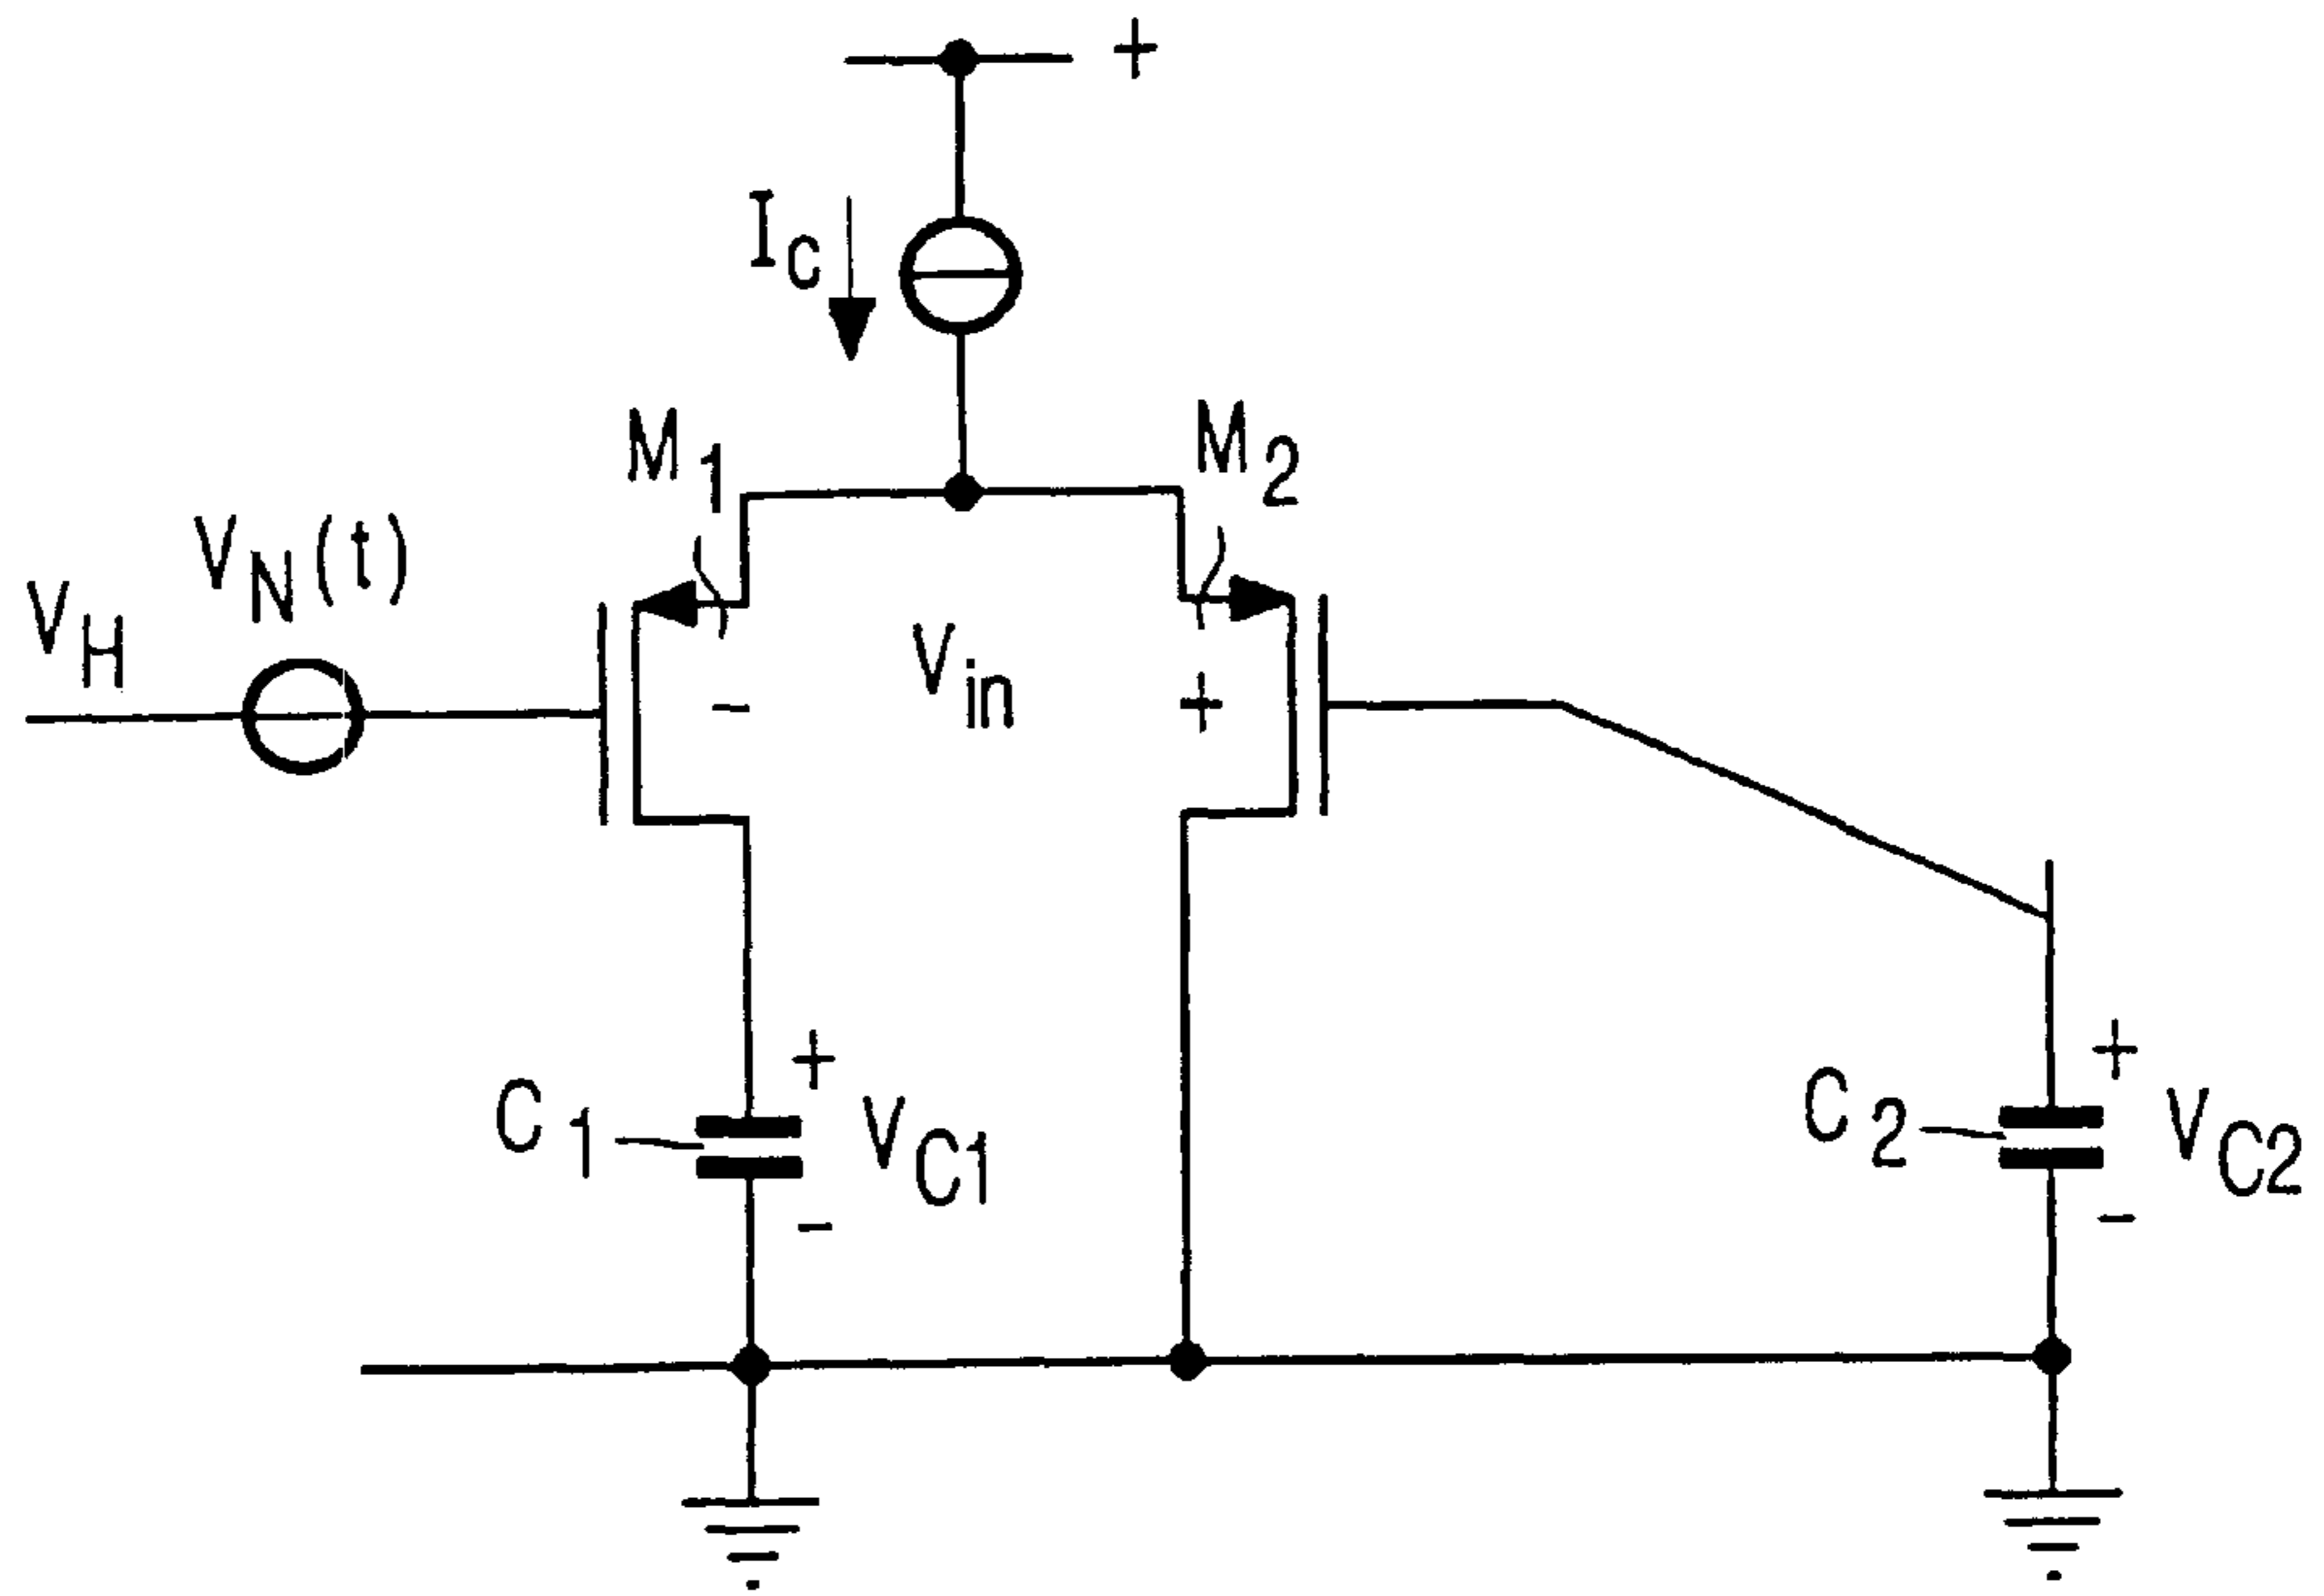 +
I_C
M_1
M_2
V_N(t)
V_H
V_in
- +
+
C_1
V_C1
-
+
C_2
V_C2
-